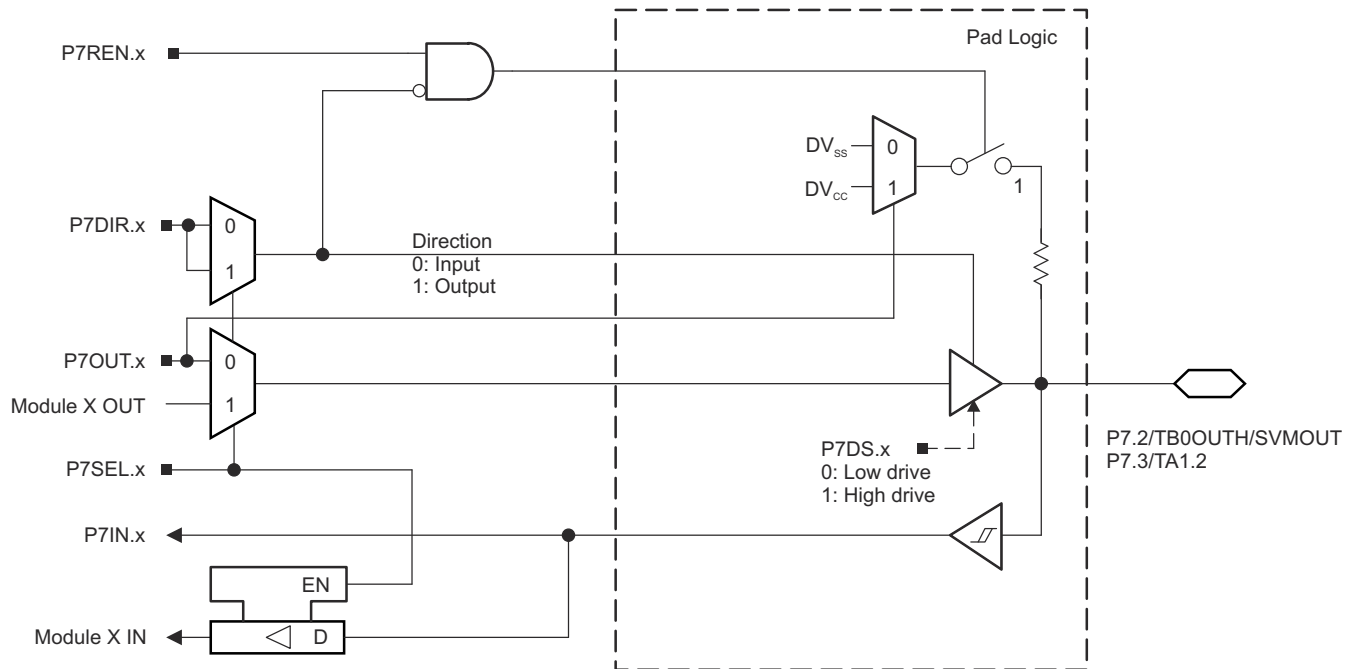 Pad Logic
P7REN.x
DVss
0
DVcc
1
1
P7DIR.x
0
1
Direction
0: Input
1: Output
P7OUT.x
0
Module X OUT
1
P7DS.x
0: Low drive
1: High drive
P7.2/TB0OUTH/SVMOUT
P7.3/TA1.2
P7SEL.x
P7IN.x
EN
Module X IN
D